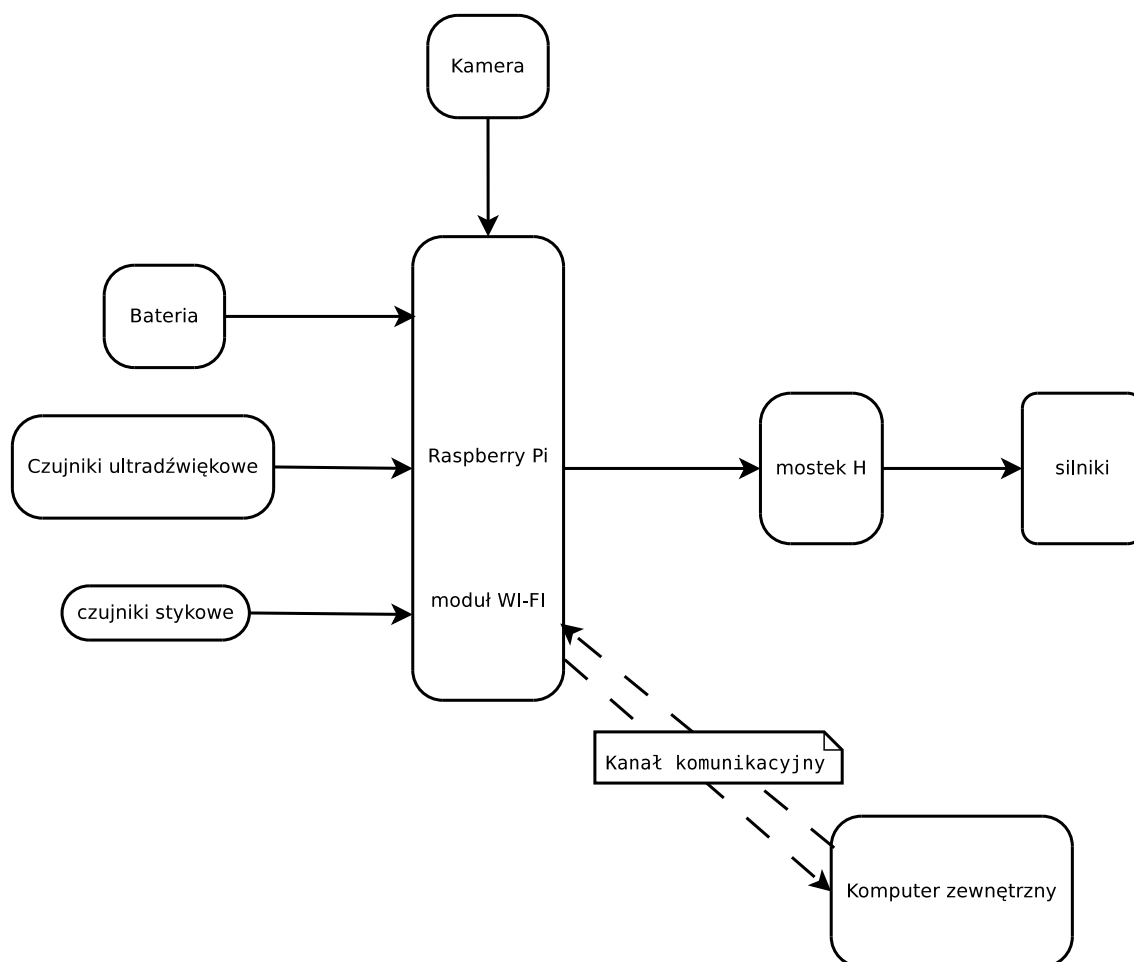 Kamera
Bateria
Czujniki ultradźwiękowe
czujniki stykowe
Raspberry Pi
moduł WI-FI
mostek H
silniki
Kanał komunikacyjny
Komputer zewnętrzny